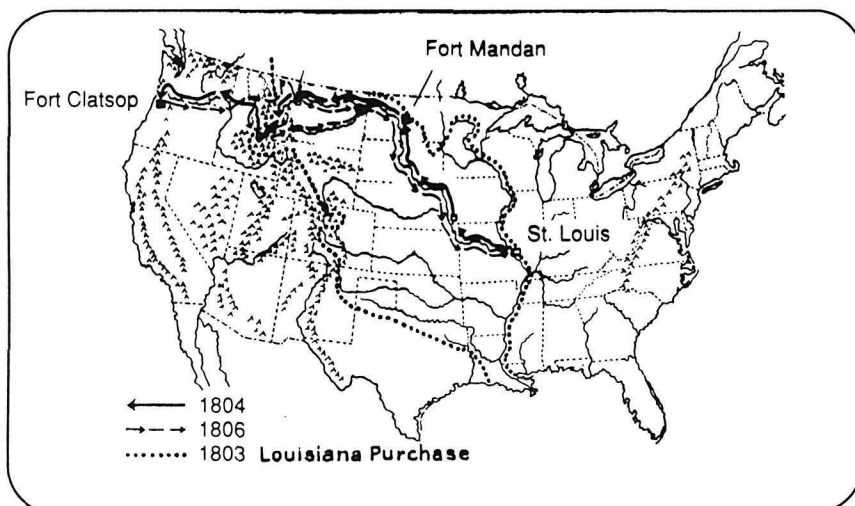 Fort Mandan
Fort Clatsop
St. Louis
1804
1806
1803 Louisiana Purchase